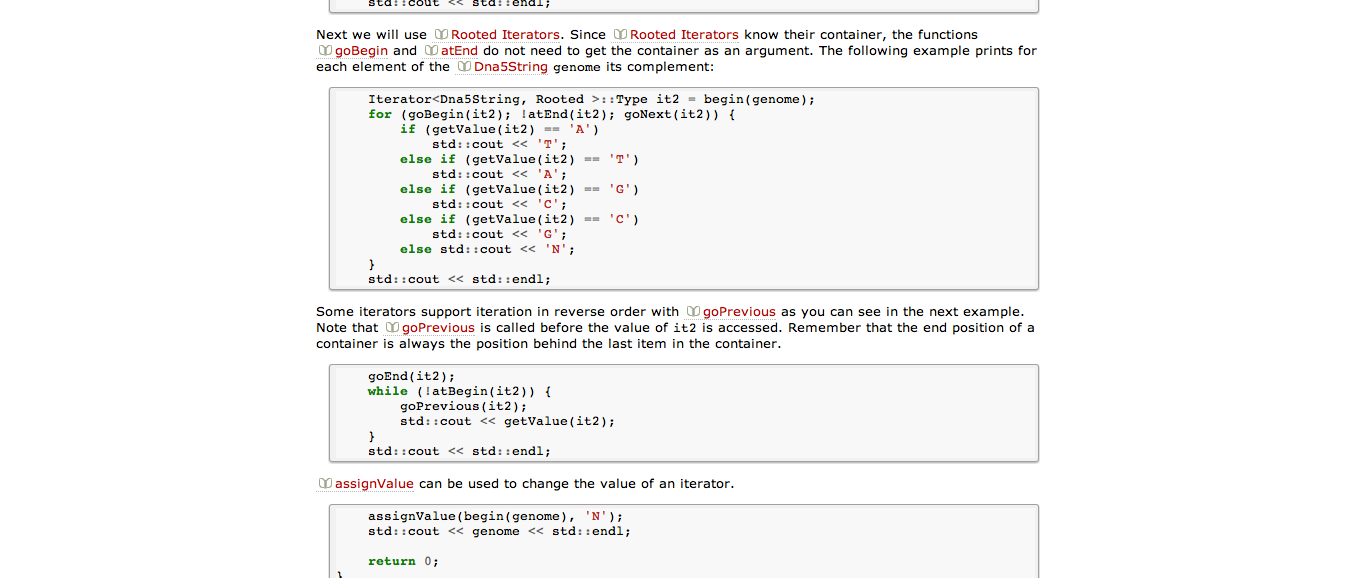 std::cout << std::endl;
Next we will use Rooted Iterators. Since Rooted Iterators know their container, the functions
goBegin and atEnd do not need to get the container as an argument. The following example prints for
each element of the Dna5String genome its complement:
Iterator<Dna5String, Rooted >::Type it2 = begin(genome);
for (goBegin(it2); !atEnd(it2); goNext(it2)) {
if (getValue(it2) == 'A')
std::cout << 'T';
else if (getValue(it2) == 'T')
std::cout << 'A';
else if (getValue(it2) == 'G')
std::cout << 'C';
else if (getValue(it2) == 'C')
std::cout << 'G';
else std::cout << 'N';
}
std::cout << std::endl;
Some iterators support iteration in reverse order with goPrevious as you can see in the next example.
Note that goPrevious is called before the value of it2 is accessed. Remember that the end position of a
container is always the position behind the last item in the container.
goEnd(it2);
while (!atBegin(it2)) {
goPrevious(it2);
std::cout << getValue(it2);
}
std::cout << std::endl;
assignValue can be used to change the value of an iterator.
assignValue(begin(genome), 'N');
std::cout << genome << std::endl;
return 0;
}